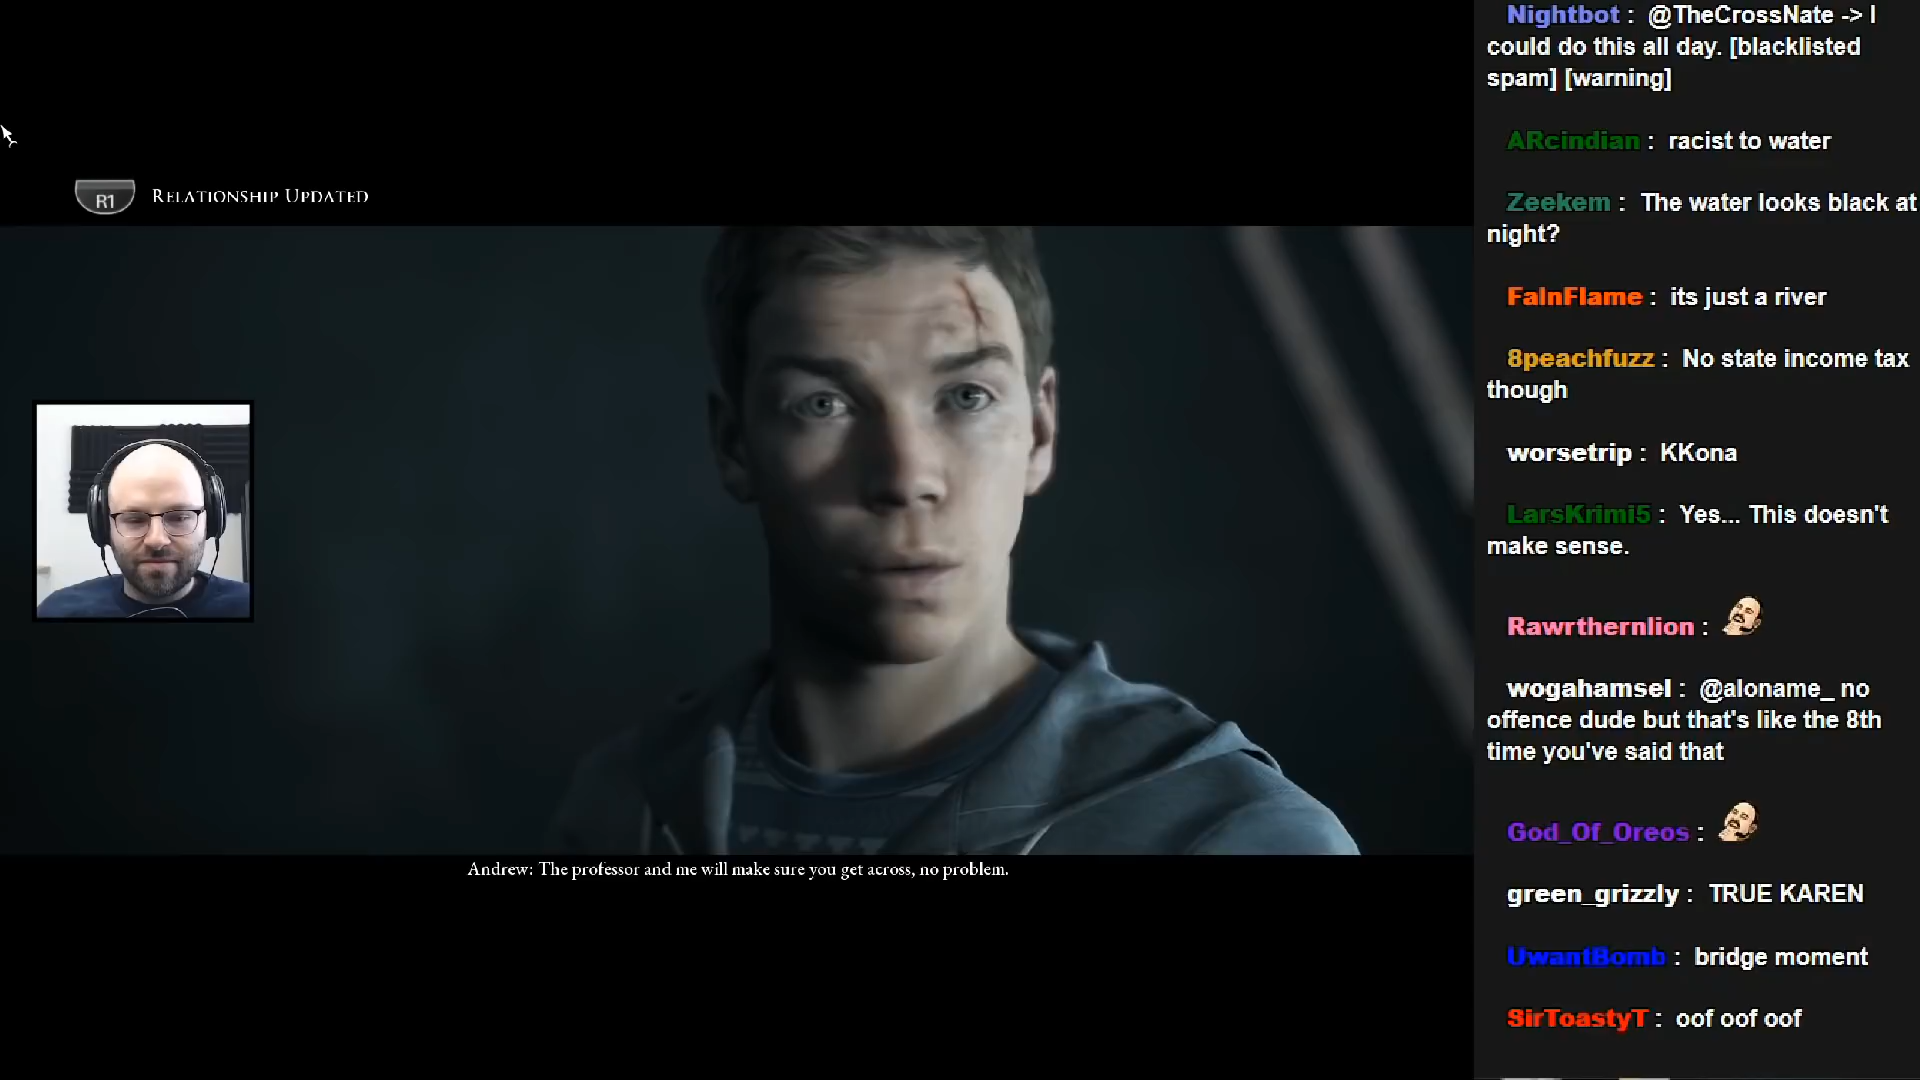 R1 RELATIONSHIP UPDATED
Andrew: The professor and me will make sure you get across, no problem.
Nightbot : @TheCrossNate -> I
could do this all day. [blacklisted
spam] [warning]
ARcindian : racist to water
Zeekem : The water looks black at
night?
FalnFlame : its just a river
8peachfuzz : No state income tax
though
worsetrip : KKona
LarsKrimi5 : Yes... This doesn't
make sense.
Rawrthernlion :
wogahamsel : @aloname_ no
offence dude but that's like the 8th
time you've said that
God_Of_Oreos :
green_grizzly : TRUE KAREN
UwantBomb : bridge moment
SirToastyT : oof oof oof